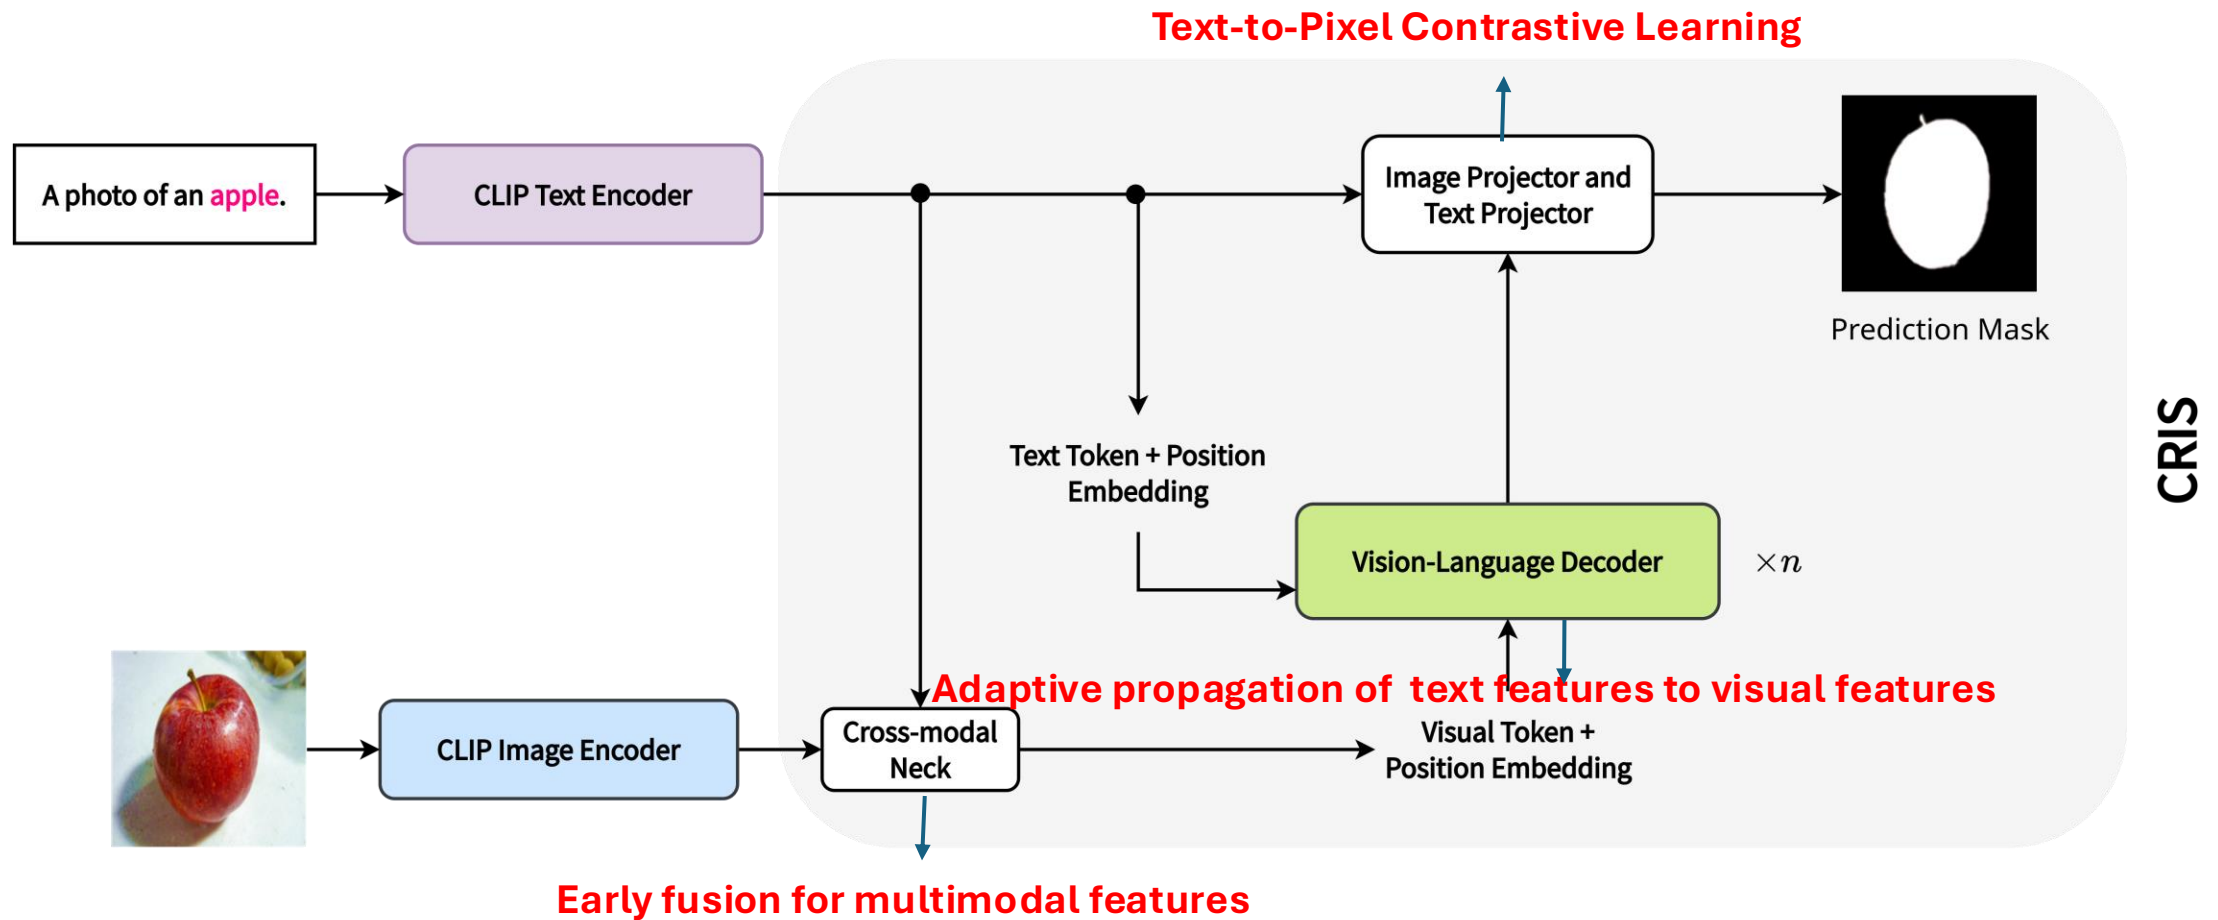 Text-to-Pixel Contrastive Learning
A photo of an apple.
CLIP Text Encoder
Image Projector and
Text Projector
Prediction Mask
Text Token + Position
Embedding
CRIS
Vision-Language Decoder
×n
Adaptive propagation of text features to visual features
CLIP Image Encoder
Cross-modal
Neck
Visual Token +
Position Embedding
Early fusion for multimodal features